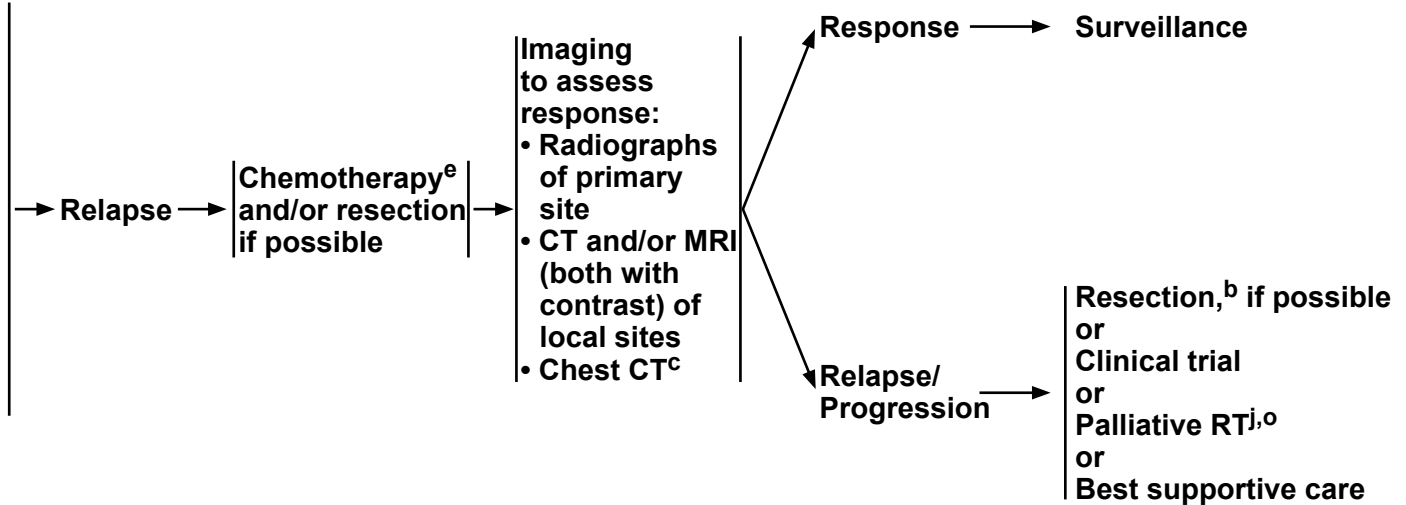 Relapse
Chemotherapyᵉ
and/or resection
if possible
Imaging
to assess
response:
• Radiographs
of primary
site
• CT and/or MRI
(both with
contrast) of
local sites
• Chest CTᶜ
Response
Surveillance
Relapse/
Progression
Resection,ᵇ if possible
or
Clinical trial
or
Palliative RTʲ,ᵒ
or
Best supportive care